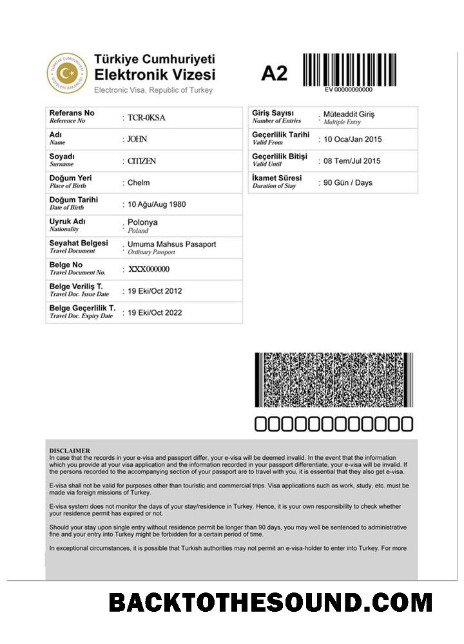 Türkiye Cumhuriyeti
Elektronik Vizesi
Electronic Visa, Republic of Turkey
A2
EV 00000000000
Referans No
Reference No
: TCR-0KSA
Adı
Name
: JOHN
Soyadı
Surname
: CITIZEN
Doğum Yeri
Place of Birth
: Chelm
Doğum Tarihi
Date of Birth
: 10 Ağu/Aug 1980
Uyruk Adı
Nationality
: Polonya
Poland
Seyahat Belgesi
Travel Document
: Umuma Mahsus Pasaport
Ordinary Passport
Belge No
Travel Document No.
: XXX000000
Belge Veriliş T.
Travel Doc. Issue Date
: 19 Eki/Oct 2012
Belge Geçerlilik T.
Travel Doc. Expiry Date
: 19 Eki/Oct 2022
Giriş Sayısı
Number of Entries
: Müteaddit Giriş
Multiple Entry
Geçerlilik Tarihi
Valid From
: 10 Oca/Jan 2015
Geçerlilik Bitişi
Valid Until
: 08 Tem/Jul 2015
İkamet Süresi
Duration of Stay
: 90 Gün / Days
000000000000
DISCLAIMER
In case that the records in your e-visa and passport differ, your e-visa will be deemed invalid. In the event that the information
which you provide at your visa application and the information recorded in your passport differentiate, your e-visa is invalid. If
the persons recorded to the accompanying section of your passport are to travel with you, it is essential that they also get e-visa.
E-visa shall not be valid for purposes other than touristic and commercial trips. Visa applications such as work, study, etc. must be
made via foreign missions of Turkey.
E-visa system does not monitor the days of your stay/residence in Turkey. Hence, it is your own responsibility to check whether
your residence permit has expired or not.
Should your stay upon single entry without residence permit be longer than 90 days, you may well be sentenced to administrative
fine and your entry into Turkey might be forbidden for a certain period of time.
In exceptional circumstances, it is possible that Turkish authorities may not permit an e-visa-holder to enter into Turkey. For more
BACKTOTHESOUND.COM